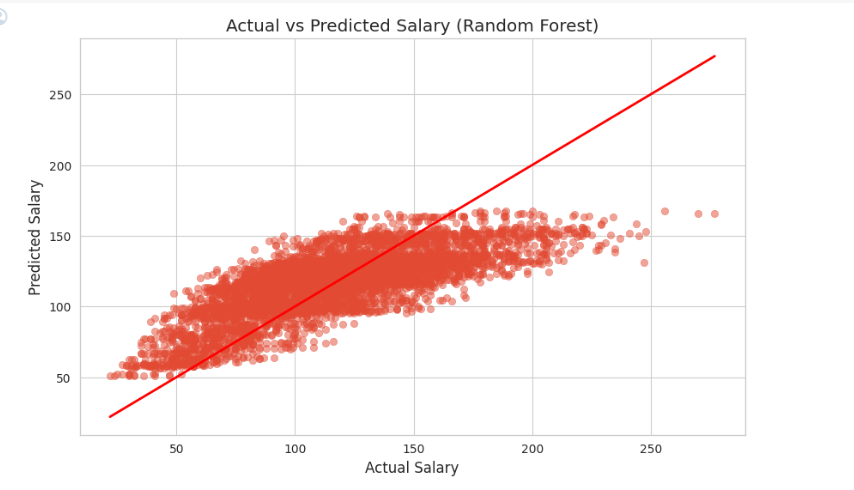 Actual vs Predicted Salary (Random Forest)
Predicted Salary
250
200
150
100
50
50 100 150 200 250
Actual Salary